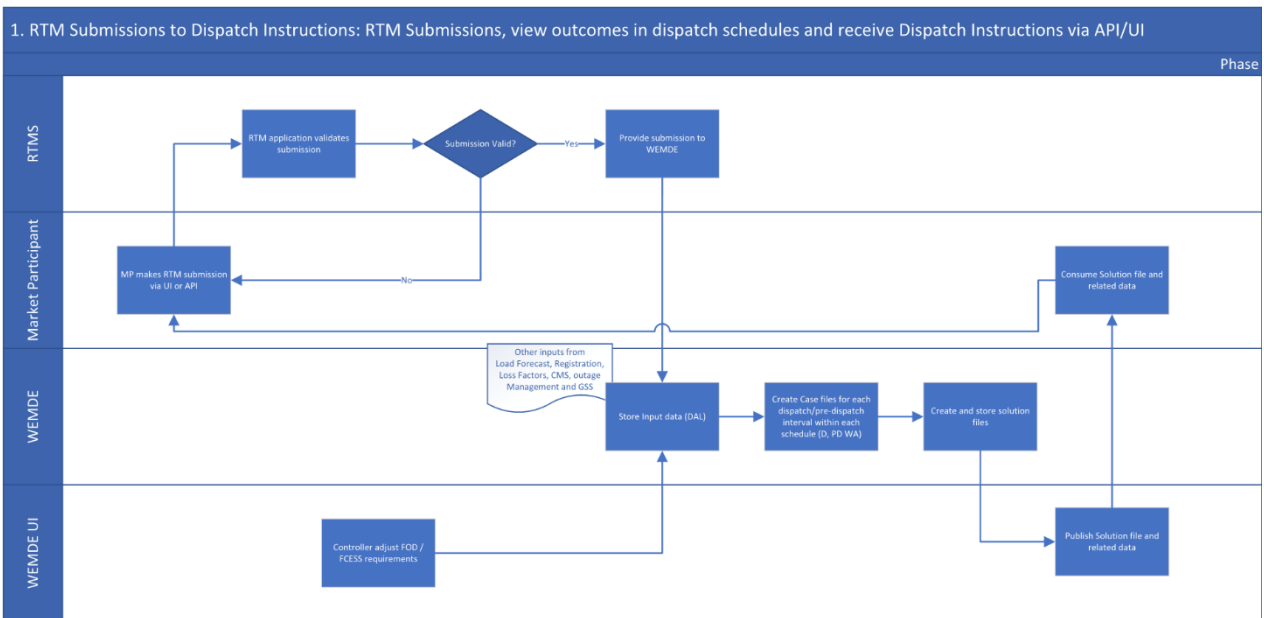 1. RTM Submissions to Dispatch Instructions: RTM Submissions, view outcomes in dispatch schedules and receive Dispatch Instructions via API/UI
Phase
RTMS
RTM application validates
submission
Submission Valid?
Yes
Provide submission to
WEMDE
Market Participant
MP makes RTM submission
via UI or API
No
Consume Solution file and
related data
WEMDE
Other inputs from
Load Forecast, Registration,
Loss Factors, CMS, outage
Management and GSS
Store Input data (DAL)
Create Case files for each
dispatch/pre-dispatch
interval within each
schedule (D, PD WA)
Create and store solution
files
WEMDE UI
Controller adjust FOD /
FCESS requirements
Publish Solution file and
related data